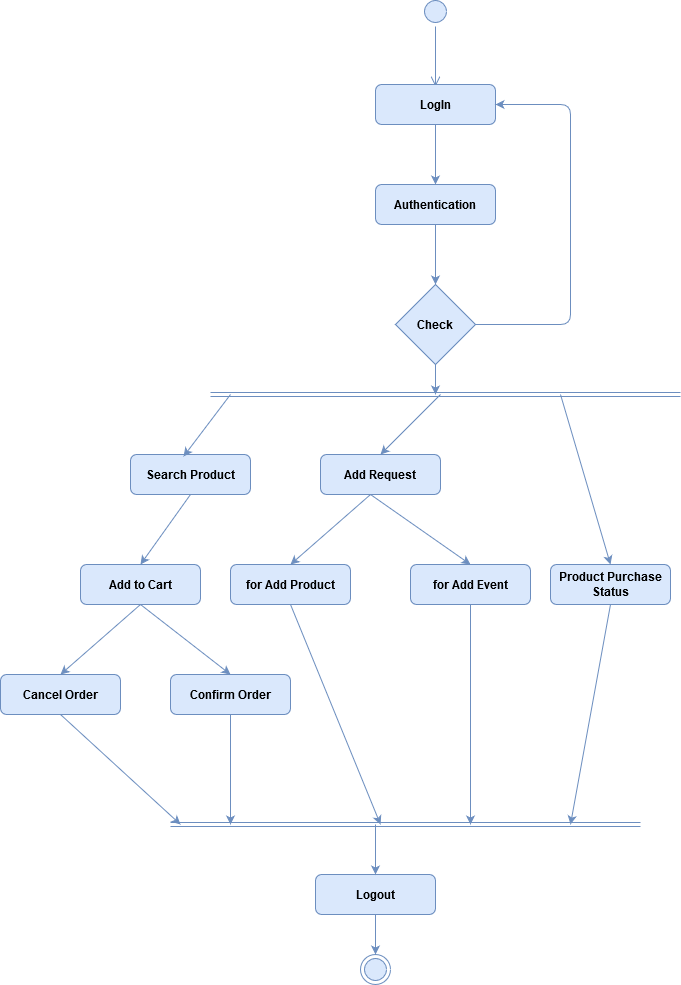 LogIn
Authentication
Check
Search Product
Add Request
Add to Cart
for Add Product
for Add Event
Product Purchase
Status
Cancel Order
Confirm Order
Logout